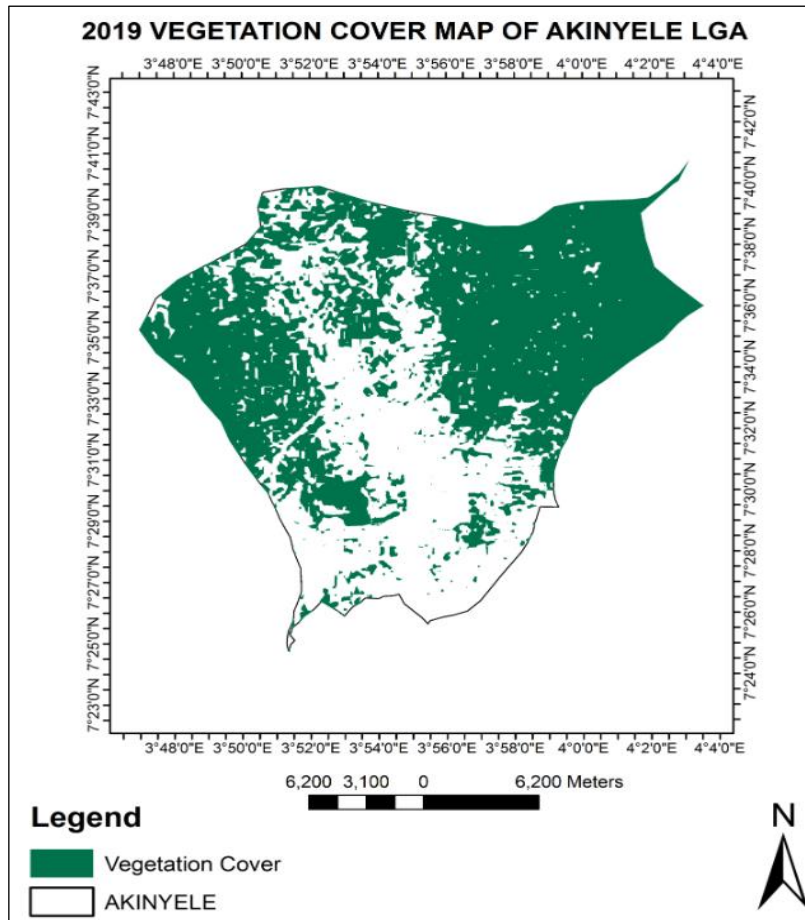 2019 VEGETATION COVER MAP OF AKINYELE LGA
3°48'0"E 3°50'0"E 3°52'0"E 3°54'0"E 3°56'0"E 3°58'0"E 4°0'0"E 4°2'0"E 4°4'0"E
7°43'0"N
7°41'0"N
7°39'0"N
7°37'0"N
7°35'0"N
7°33'0"N
7°31'0"N
7°29'0"N
7°27'0"N
7°25'0"N
7°23'0"N
7°42'0"N
7°40'0"N
7°38'0"N
7°36'0"N
7°34'0"N
7°32'0"N
7°30'0"N
7°28'0"N
7°26'0"N
7°24'0"N
3°48'0"E 3°50'0"E 3°52'0"E 3°54'0"E 3°56'0"E 3°58'0"E 4°0'0"E 4°2'0"E 4°4'0"E
6,200 3,100 0 6,200 Meters
Legend
Vegetation Cover
AKINYELE
N